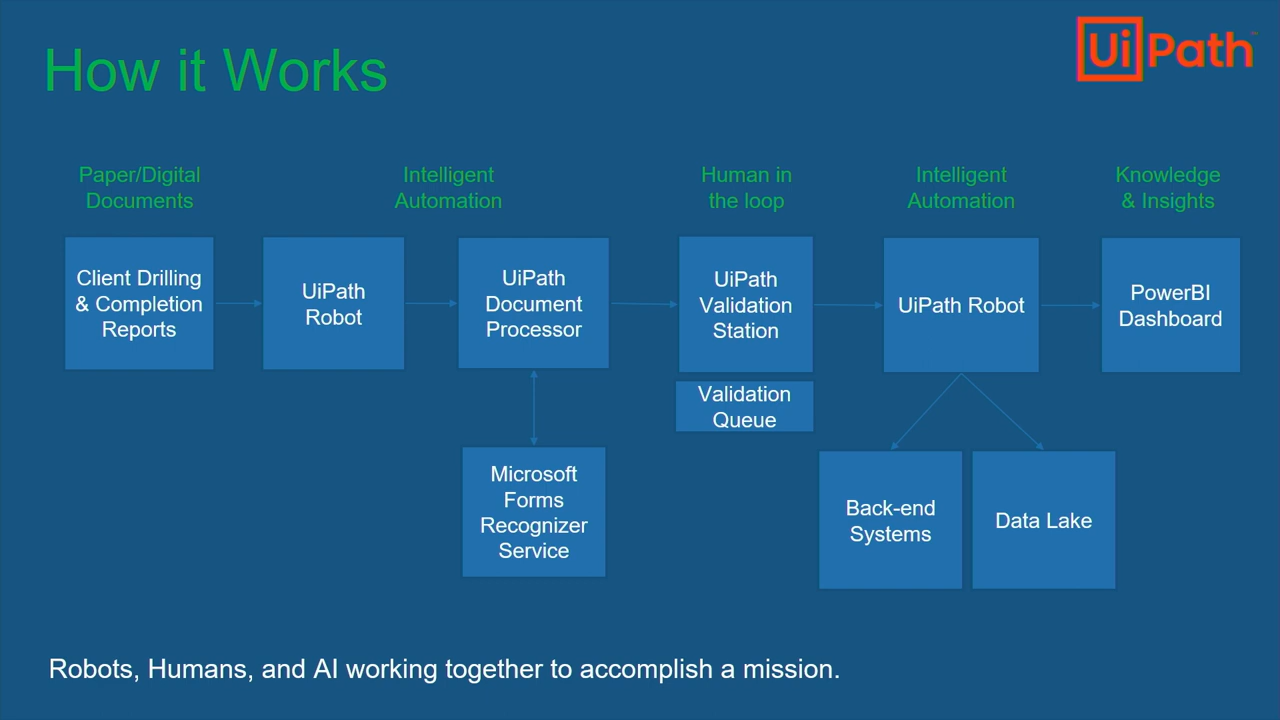 How it Works
UiPath™
Paper/Digital
Documents
Intelligent
Automation
Human in
the loop
Intelligent
Automation
Knowledge
& Insights
Client Drilling
& Completion
Reports
UiPath
Robot
UiPath
Document
Processor
UiPath
Validation
Station
UiPath Robot
PowerBI
Dashboard
Validation
Queue
Microsoft
Forms
Recognizer
Service
Back-end
Systems
Data Lake
Robots, Humans, and AI working together to accomplish a mission.